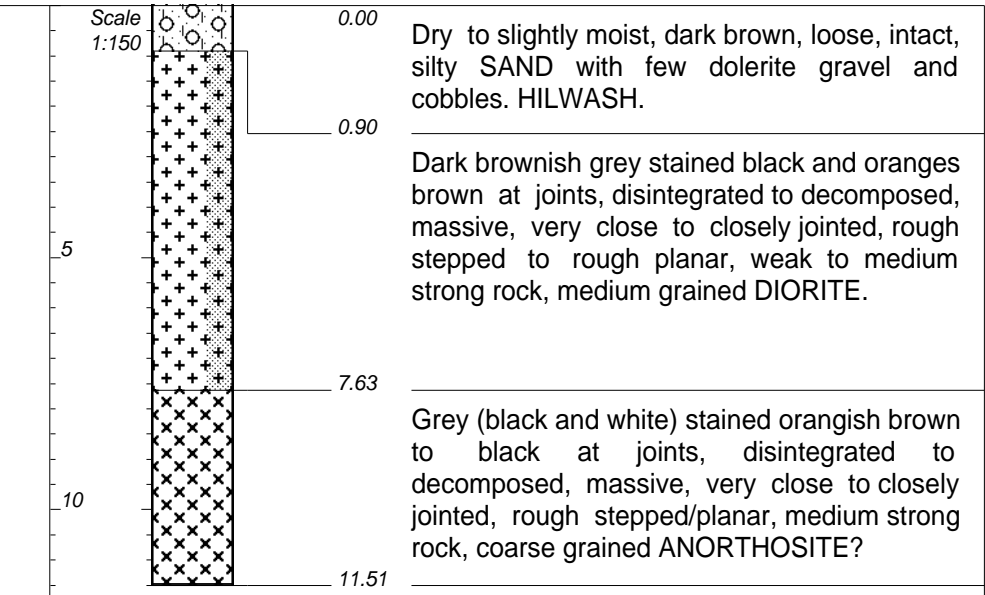 Scale
1:150
0.00
Dry to slightly moist, dark brown, loose, intact,
silty SAND with few dolerite gravel and
cobbles. HILWASH.
0.90
Dark brownish grey stained black and oranges
brown at joints, disintegrated to decomposed,
massive, very close to closely jointed, rough
stepped to rough planar, weak to medium
strong rock, medium grained DIORITE.
5
7.63
Grey (black and white) stained orangish brown
to black at joints, disintegrated to
decomposed, massive, very close to closely
jointed, rough stepped/planar, medium strong
rock, coarse grained ANORTHOSITE?
10
11.51